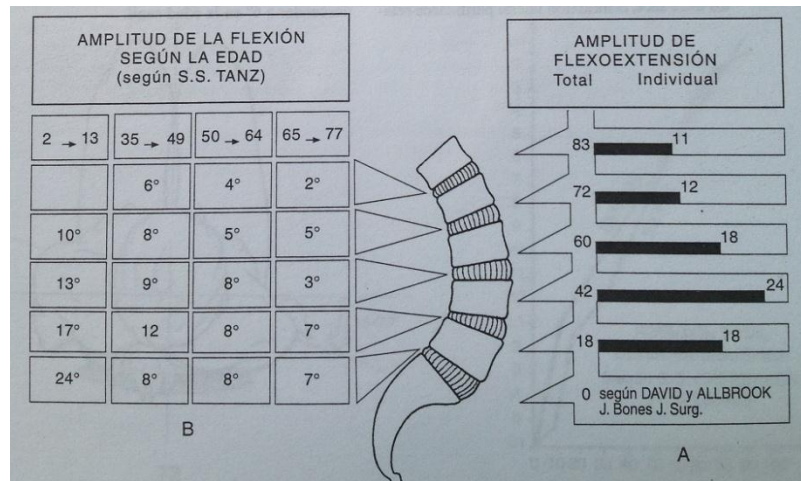 AMPLITUD DE LA FLEXIÓN
SEGÚN LA EDAD
(según S.S. TANZ)
2 → 13 35 → 49 50 → 64 65 → 77
6° 4° 2°
10° 8° 5° 5°
13° 9° 8° 3°
17° 12 8° 7°
24° 8° 8° 7°
B
AMPLITUD DE
FLEXOEXTENSIÓN
Total Individual
83 11
72 12
60 18
42 24
18 18
0 según DAVID y ALLBROOK
J. Bones J. Surg.
A